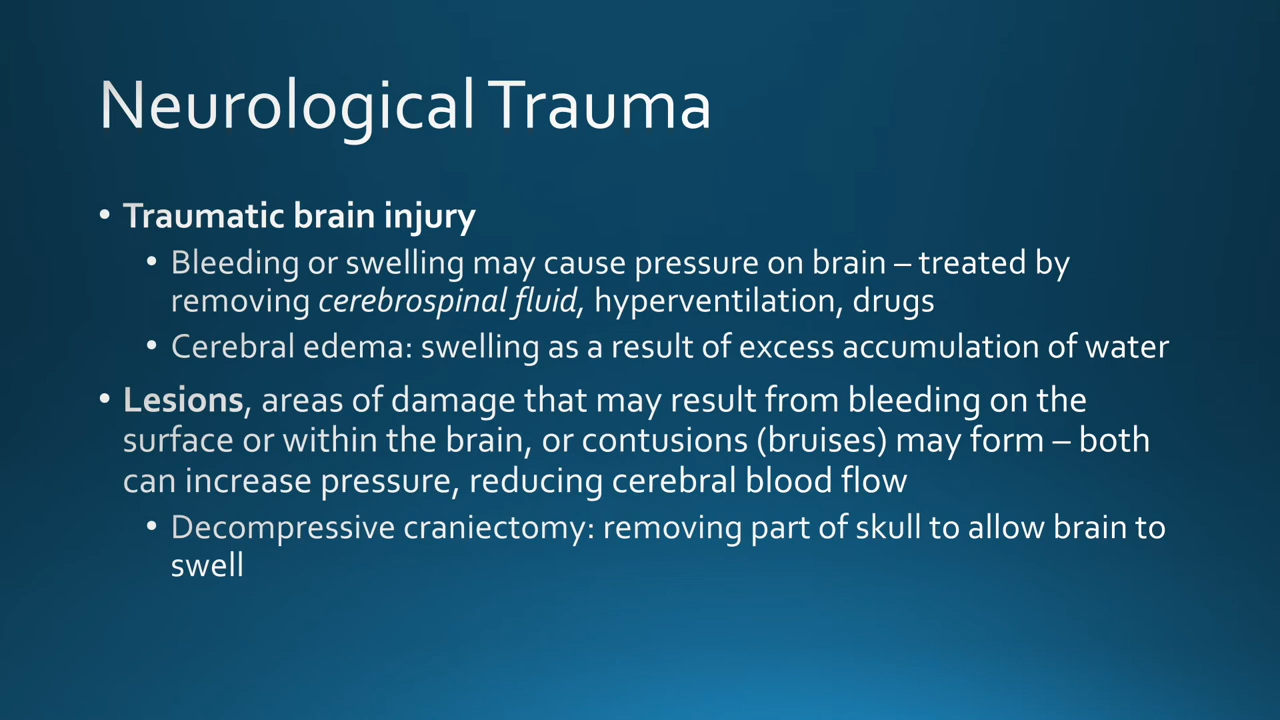 Neurological Trauma
• Traumatic brain injury
• Bleeding or swelling may cause pressure on brain – treated by
removing cerebrospinal fluid, hyperventilation, drugs
• Cerebral edema: swelling as a result of excess accumulation of water
• Lesions, areas of damage that may result from bleeding on the
surface or within the brain, or contusions (bruises) may form – both
can increase pressure, reducing cerebral blood flow
• Decompressive craniectomy: removing part of skull to allow brain to
swell